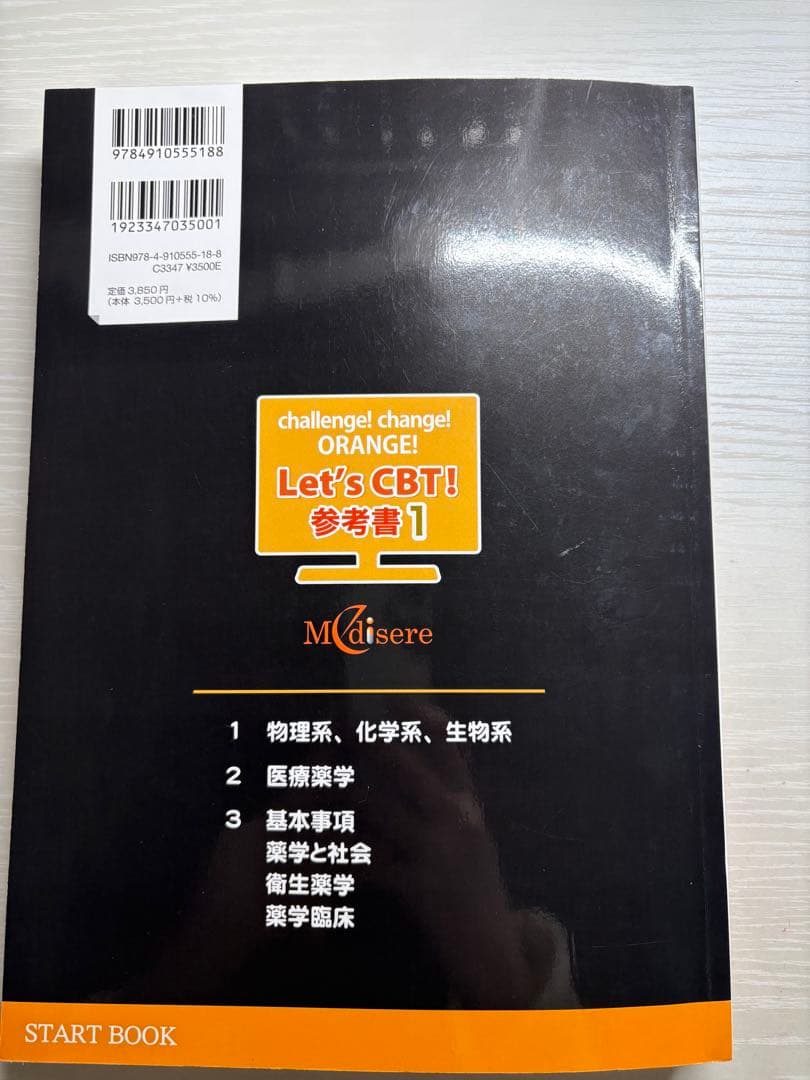 9784910555188
1923347035001
ISBN978-4-910555-18-8
C3347 ¥3500E
定価 3,850円
(本体 3,500円+税10%)
challenge! change!
ORANGE!
Let's CBT!
参考書1
Medisere
1 物理系、化学系、生物系
2 医療薬学
3 基本事項
薬学と社会
衛生薬学
薬学臨床
START BOOK